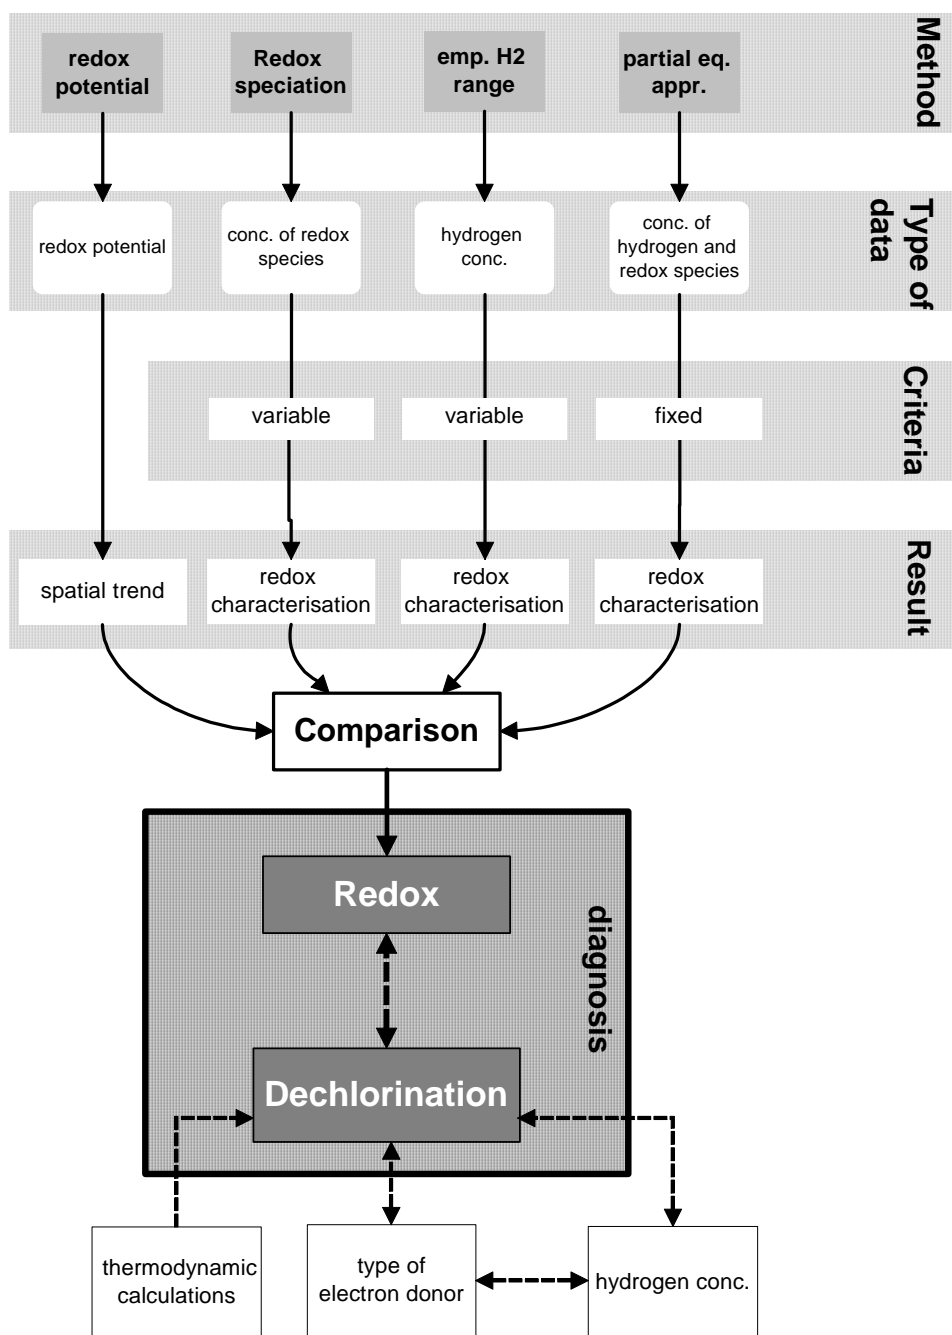 redox
potential
Redox
speciation
emp. H2
range
partial eq.
appr.
Method
redox potential
conc. of redox
species
hydrogen
conc.
conc. of
hydrogen and
redox species
Type of
data
variable
variable
fixed
Criteria
spatial trend
redox
characterisation
redox
characterisation
redox
characterisation
Result
Comparison
Redox
diagnosis
Dechlorination
thermodynamic
calculations
type of
electron donor
hydrogen conc.